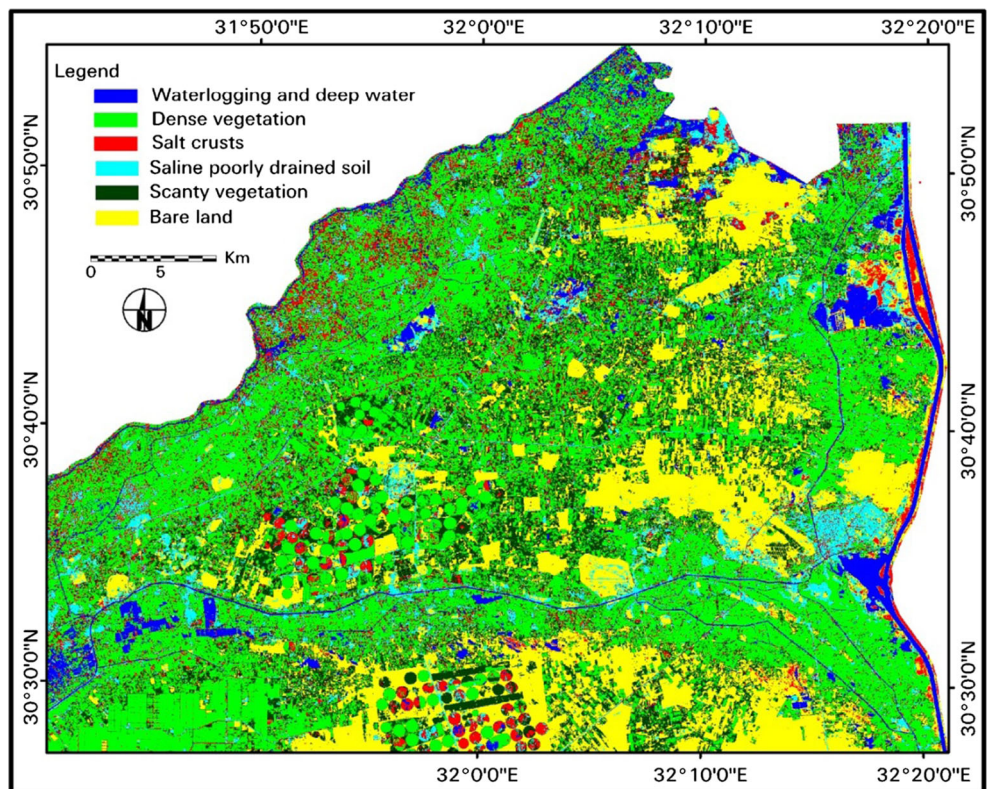 31°50'0"E 32°0'0"E 32°10'0"E 32°20'0"E
Legend
Waterlogging and deep water
Dense vegetation
Salt crusts
Saline poorly drained soil
Scanty vegetation
Bare land
0 5 Km
N
30°50'0"N
30°40'0"N
30°30'0"N
30°50'0"N
30°40'0"N
30°30'0"N
32°0'0"E 32°10'0"E 32°20'0"E